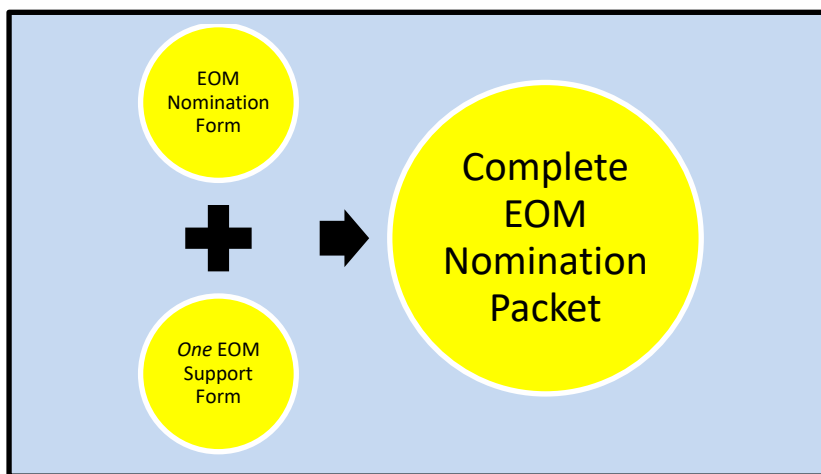 EOM
Nomination
Form
One EOM
Support
Form
Complete
EOM
Nomination
Packet